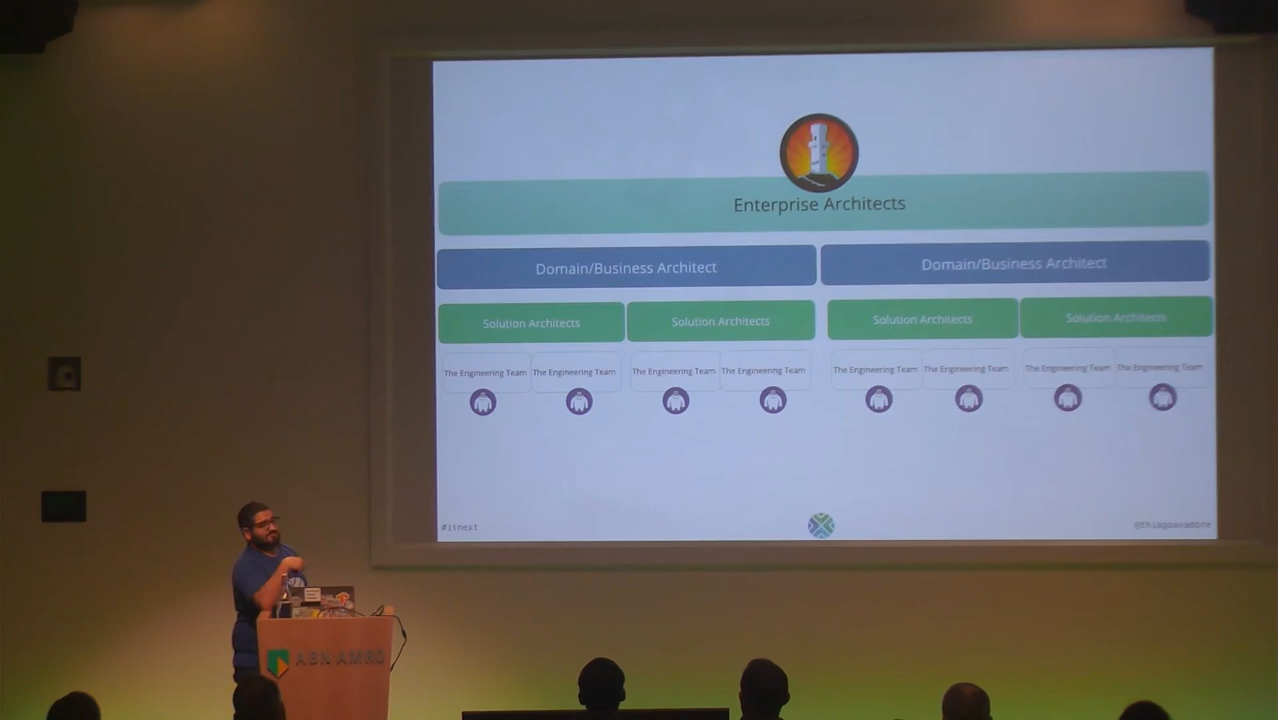 Enterprise Architects
Domain/Business Architect
Domain/Business Architect
Solution Architects
Solution Architects
Solution Architects
Solution Architects
The Engineering Team
The Engineering Team
The Engineering Team
The Engineering Team
The Engineering Team
The Engineering Team
The Engineering Team
The Engineering Team
#itnext
@thiagoavadore
ABN·AMRO